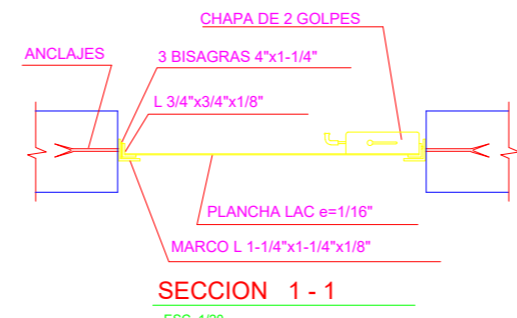 CHAPA DE 2 GOLPES
ANCLAJES
3 BISAGRAS 4"x1-1/4"
L 3/4"x3/4"x1/8"
PLANCHA LAC e=1/16"
MARCO L 1-1/4"x1-1/4"x1/8"
SECCION 1 - 1